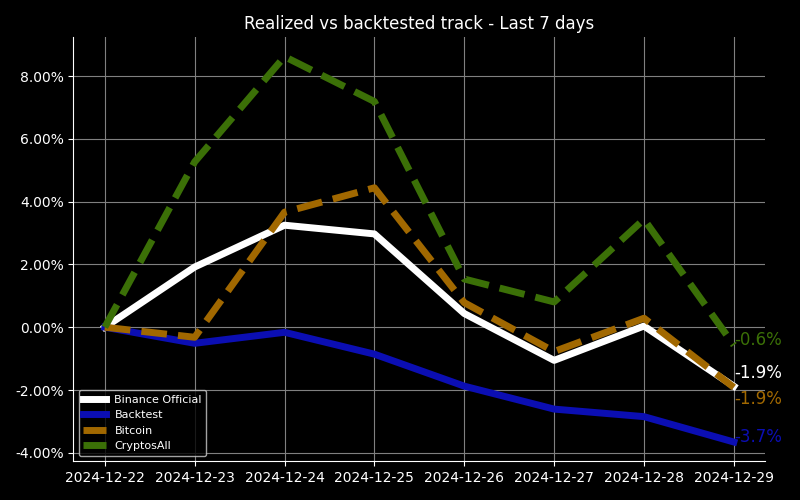 Realized vs backtested track - Last 7 days
8.00%
6.00%
4.00%
2.00%
0.00%
-2.00%
-4.00%
-0.6%
-1.9%
-1.9%
-3.7%
Binance Official
Backtest
Bitcoin
CryptosAll
2024-12-22 2024-12-23 2024-12-24 2024-12-25 2024-12-26 2024-12-27 2024-12-28 2024-12-29